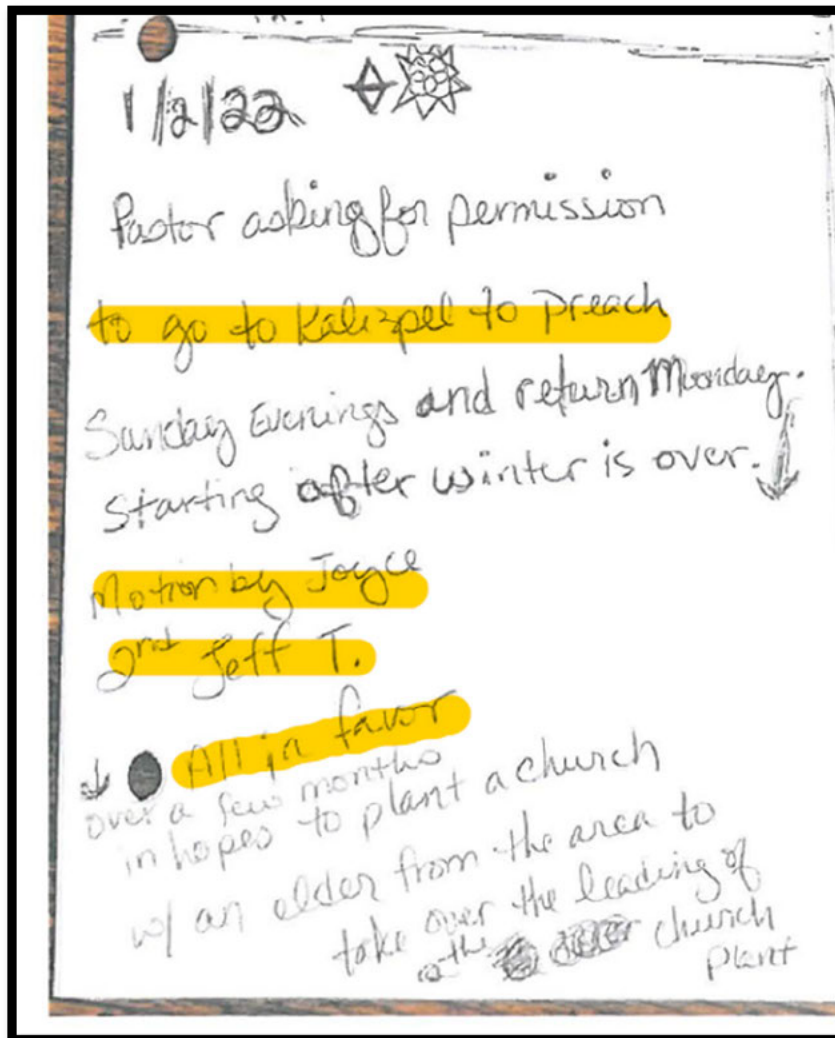 1/2/22
Pastor asking for permission
to go to Kalispel to Preach
Sunday Evenings and return Monday.
Starting after winter is over.
Motion by Joyce
2nd Jeff T.
All in favor
over a few months
in hopes to plant a church
w/ an elder from the area to
take over the leading of
the church
plant